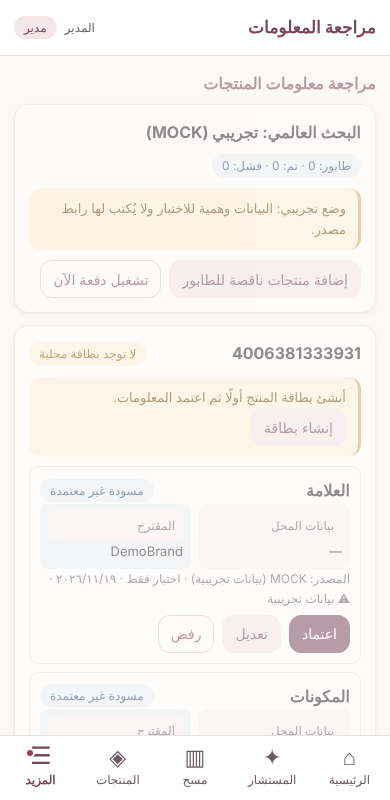 مراجعة المعلومات
المدير
مدير
مراجعة معلومات المنتجات
البحث العالمي: تجريبي (MOCK)
طابور: 0 · تم: 0 · فشل: 0
وضع تجريبي: البيانات وهمية للاختبار ولا يُكتب لها رابط
مصدر.
إضافة منتجات ناقصة للطابور
تشغيل دفعة الآن
4006381333931
لا توجد بطاقة محلية
أنشئ بطاقة المنتج أولًا ثم اعتمد المعلومات.
إنشاء بطاقة
العلامة
مسودة غير معتمدة
بيانات المحل
المقترح
—
DemoBrand
المصدر: MOCK (بيانات تجريبية) · اختبار فقط · ٢٠٢٦/١١/١٩ ·
⚠ بيانات تجريبية
اعتماد
تعديل
رفض
المكونات
مسودة غير معتمدة
بيانات المحل
المقترح
الرئيسية
المستشار
مسح
المنتجات
المزيد